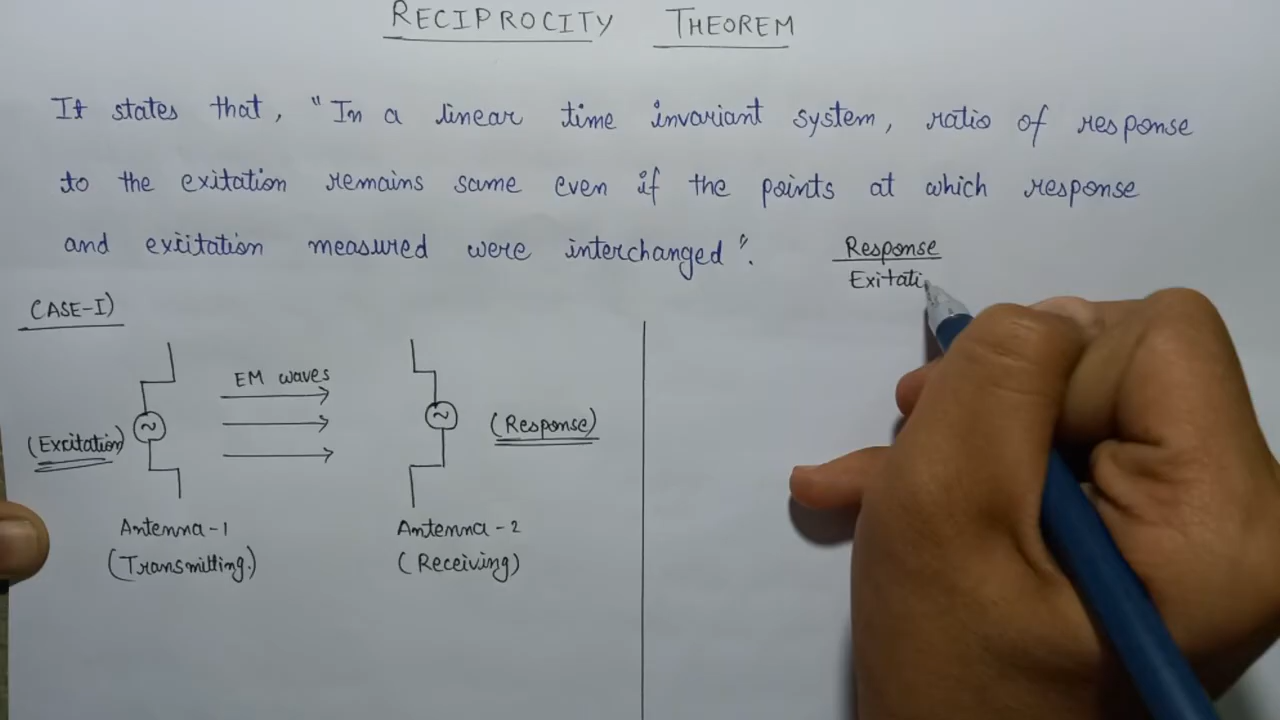 RECIPROCITY THEOREM
It states that, "In a linear time invariant system, ratio of response
to the exitation remains same even if the points at which response
and excitation measured were interchanged".
Response
Exitati
CASE-I)
EM waves
(Excitation)
(Response)
Antenna-1
(Transmitting)
Antenna-2
(Receiving)